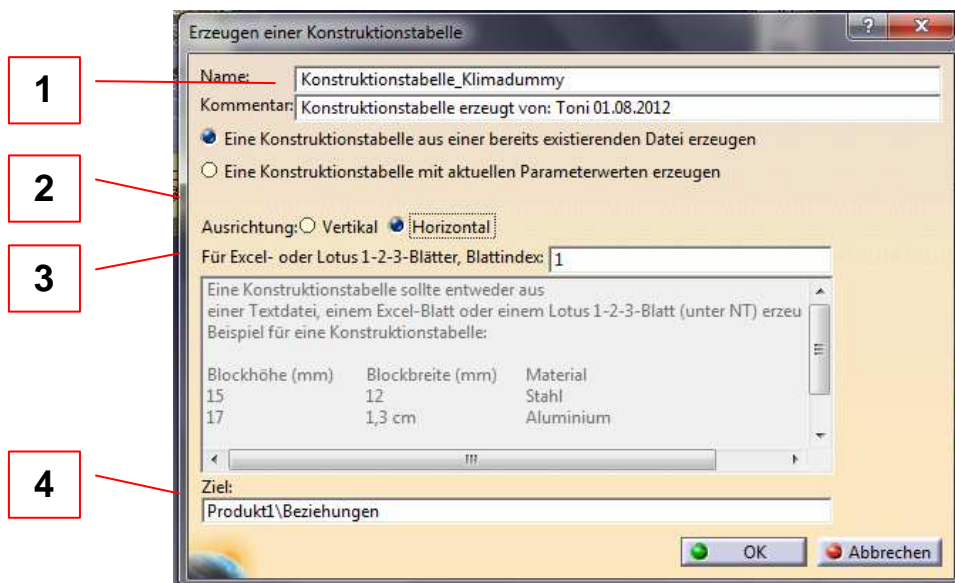 Erzeugen einer Konstruktionstabelle
1
Name: Konstruktionstabelle_Klimadummy
Kommentar: Konstruktionstabelle erzeugt von: Toni 01.08.2012
Eine Konstruktionstabelle aus einer bereits existierenden Datei erzeugen
2
Eine Konstruktionstabelle mit aktuellen Parameterwerten erzeugen
Ausrichtung: Vertikal Horizontal
3
Für Excel- oder Lotus 1-2-3-Blätter, Blattindex: 1
Eine Konstruktionstabelle sollte entweder aus
einer Textdatei, einem Excel-Blatt oder einem Lotus 1-2-3-Blatt (unter NT) erzeu
Beispiel für eine Konstruktionstabelle:
Blockhöhe (mm) Blockbreite (mm) Material
15 12 Stahl
17 1,3 cm Aluminium
4
Ziel:
Produkt1\Beziehungen
OK Abbrechen